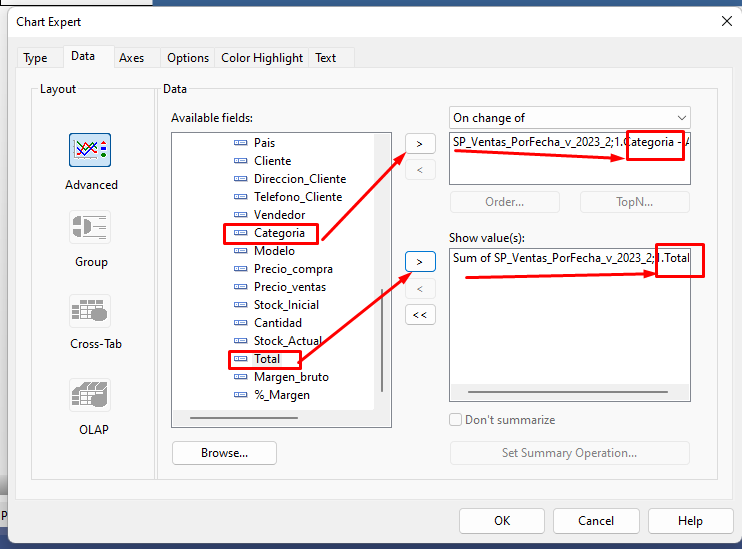 Chart Expert
Type Data Axes Options Color Highlight Text
Layout
Advanced
Group
Cross-Tab
OLAP
Data
Available fields:
Pais
Cliente
Direccion_Cliente
Telefono_Cliente
Vendedor
Categoria
Modelo
Precio_compra
Precio_ventas
Stock_Inicial
Cantidad
Stock_Actual
Total
Margen_bruto
%_Margen
Browse...
>
<
>
<
<<
On change of
SP_Ventas_PorFecha_v_2023_2;1.Categoria - A
Order... TopN...
Show value(s):
Sum of SP_Ventas_PorFecha_v_2023_2;1.Total
Don't summarize
Set Summary Operation...
OK Cancel Help